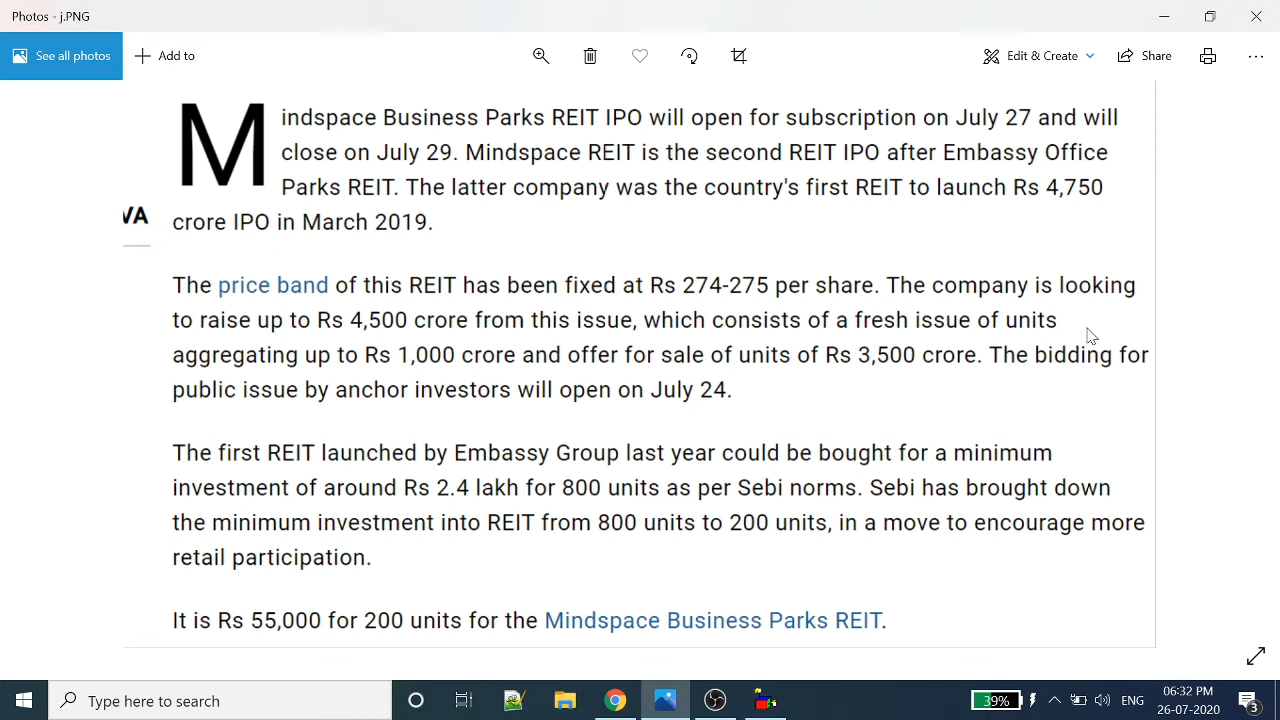 Photos - j.PNG
See all photos
Add to
Edit & Create
Share
Mindspace Business Parks REIT IPO will open for subscription on July 27 and will
close on July 29. Mindspace REIT is the second REIT IPO after Embassy Office
Parks REIT. The latter company was the country's first REIT to launch Rs 4,750
VA
crore IPO in March 2019.
The price band of this REIT has been fixed at Rs 274-275 per share. The company is looking
to raise up to Rs 4,500 crore from this issue, which consists of a fresh issue of units
aggregating up to Rs 1,000 crore and offer for sale of units of Rs 3,500 crore. The bidding for
public issue by anchor investors will open on July 24.
The first REIT launched by Embassy Group last year could be bought for a minimum
investment of around Rs 2.4 lakh for 800 units as per Sebi norms. Sebi has brought down
the minimum investment into REIT from 800 units to 200 units, in a move to encourage more
retail participation.
It is Rs 55,000 for 200 units for the Mindspace Business Parks REIT.
Type here to search
39%
ENG
06:32 PM
26-07-2020
3